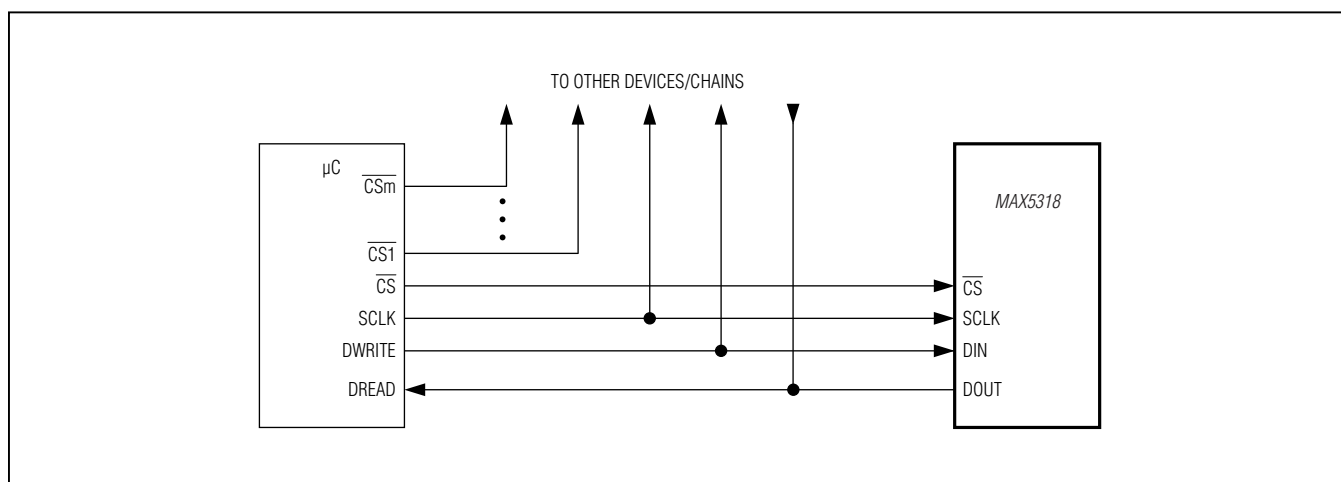 TO OTHER DEVICES/CHAINS
µC
CSm
CS1
CS
SCLK
DWRITE
DREAD
MAX5318
CS
SCLK
DIN
DOUT